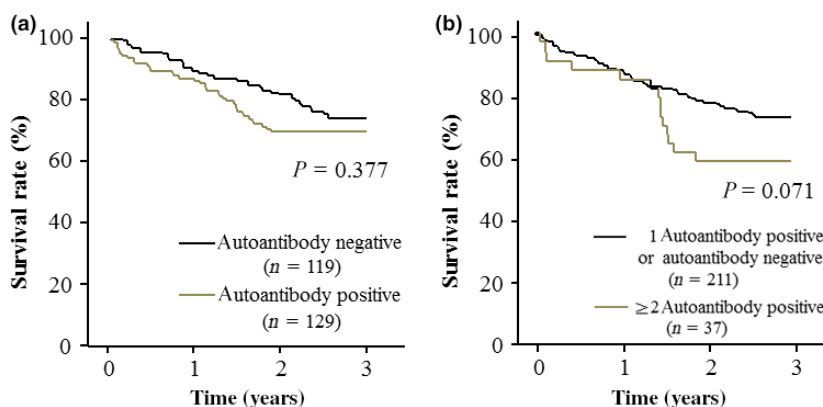 (a)
100
80
60
40
20
0
Survival rate (%)
P = 0.377
Autoantibody negative
(n = 119)
Autoantibody positive
(n = 129)
0 1 2 3
Time (years)
(b)
100
80
60
40
20
0
Survival rate (%)
P = 0.071
1 Autoantibody positive
or autoantibody negative
(n = 211)
≥2 Autoantibody positive
(n = 37)
0 1 2 3
Time (years)